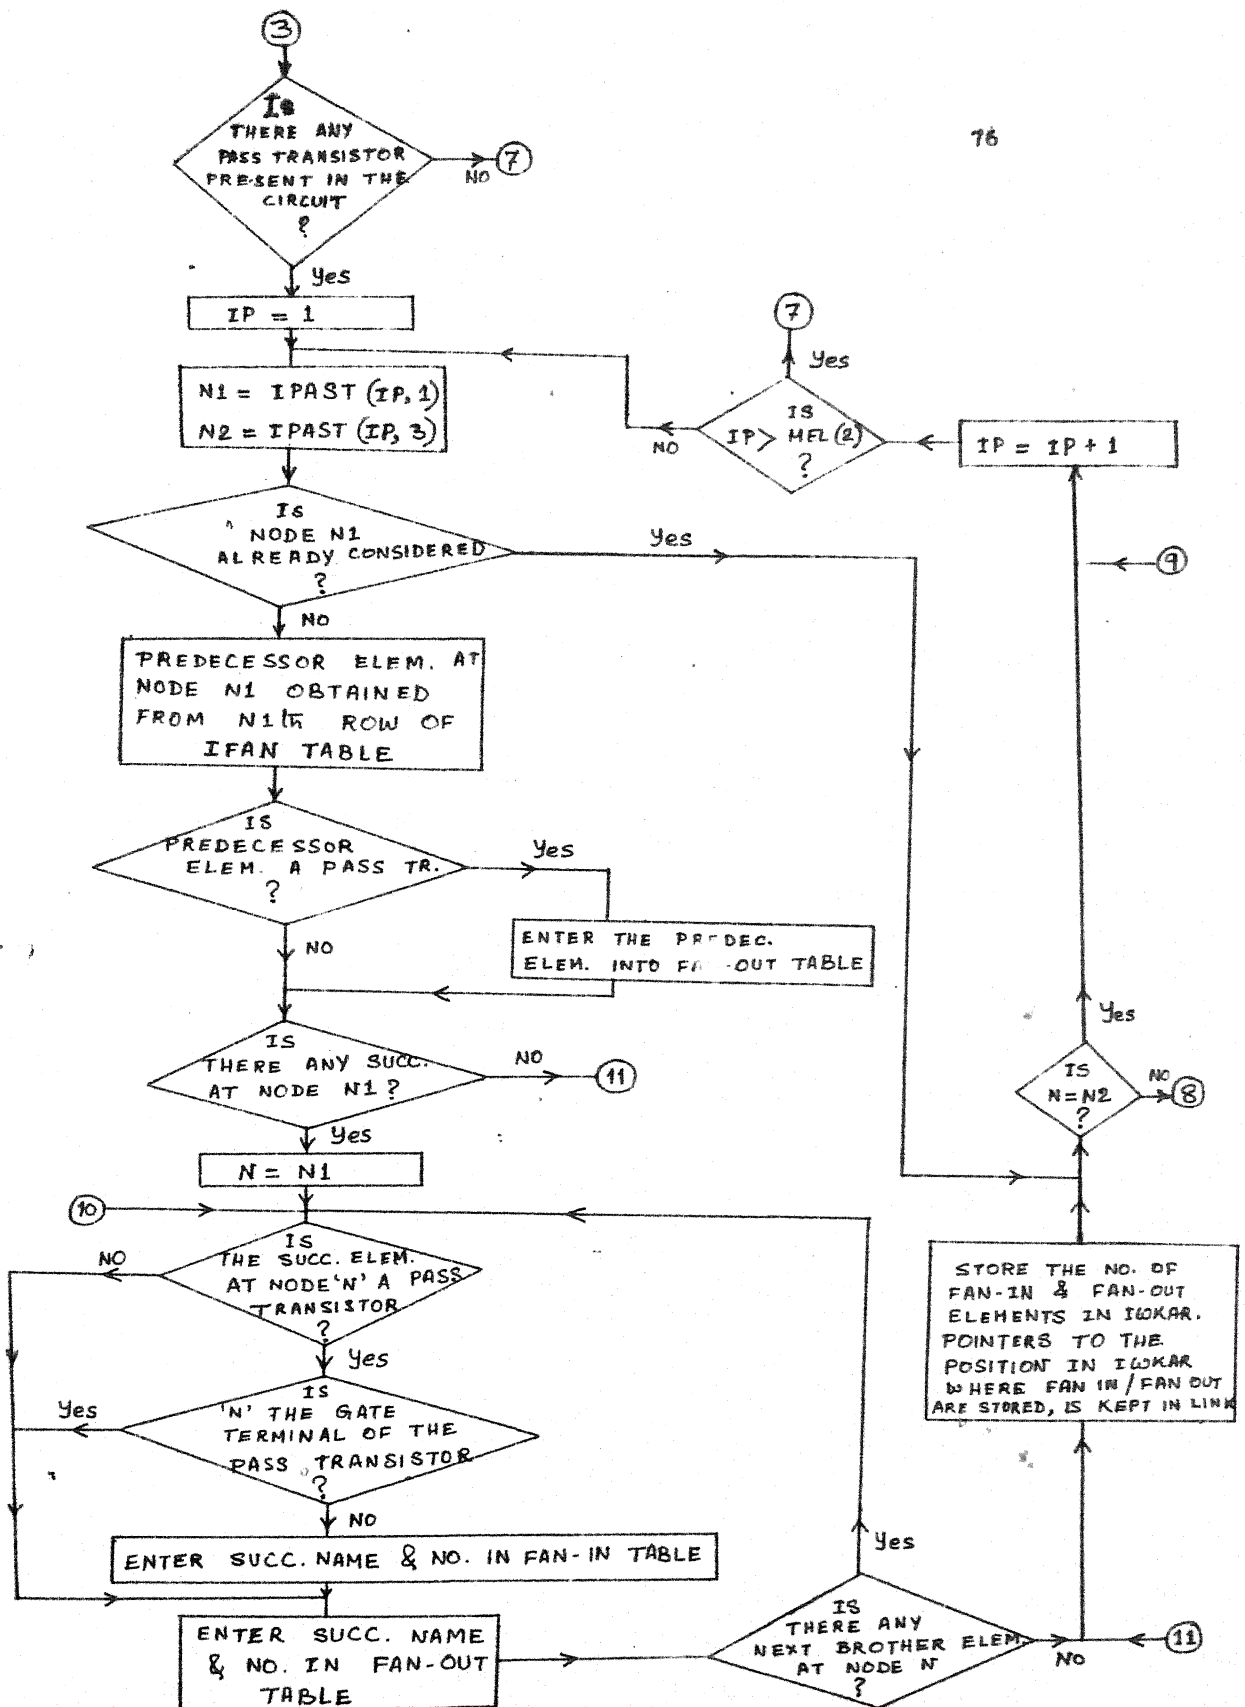 3
Is
THERE ANY
PASS TRANSISTOR
PRESENT IN THE
CIRCUIT
?
NO
7
76
Yes
IP = 1
7
Yes
N1 = IPAST (IP, 1)
N2 = IPAST (IP, 3)
IS
IP > MFL (2)
?
NO
IP = IP + 1
Is
NODE N1
ALREADY CONSIDERED
?
Yes
9
NO
PREDECESSOR ELEM. AT
NODE N1 OBTAINED
FROM N1th ROW OF
IFAN TABLE
IS
PREDECESSOR
ELEM. A PASS TR.
?
Yes
NO
ENTER THE PREDEC.
ELEM. INTO FA -OUT TABLE
IS
THERE ANY SUCC.
AT NODE N1 ?
NO
11
Yes
IS
N = N2
?
NO
8
Yes
N = N1
10
IS
THE SUCC. ELEM.
AT NODE 'N' A PASS
TRANSISTOR
?
NO
Yes
STORE THE NO. OF
FAN-IN & FAN-OUT
ELEMENTS IN IWKAR.
POINTERS TO THE
POSITION IN IWKAR
WHERE FAN IN / FAN OUT
ARE STORED, IS KEPT IN LINK
IS
'N' THE GATE
TERMINAL OF THE
PASS TRANSISTOR
?
Yes
NO
ENTER SUCC. NAME & NO. IN FAN-IN TABLE
Yes
ENTER SUCC. NAME
& NO. IN FAN-OUT
TABLE
IS
THERE ANY
NEXT BROTHER ELEM.
AT NODE N
?
NO
11